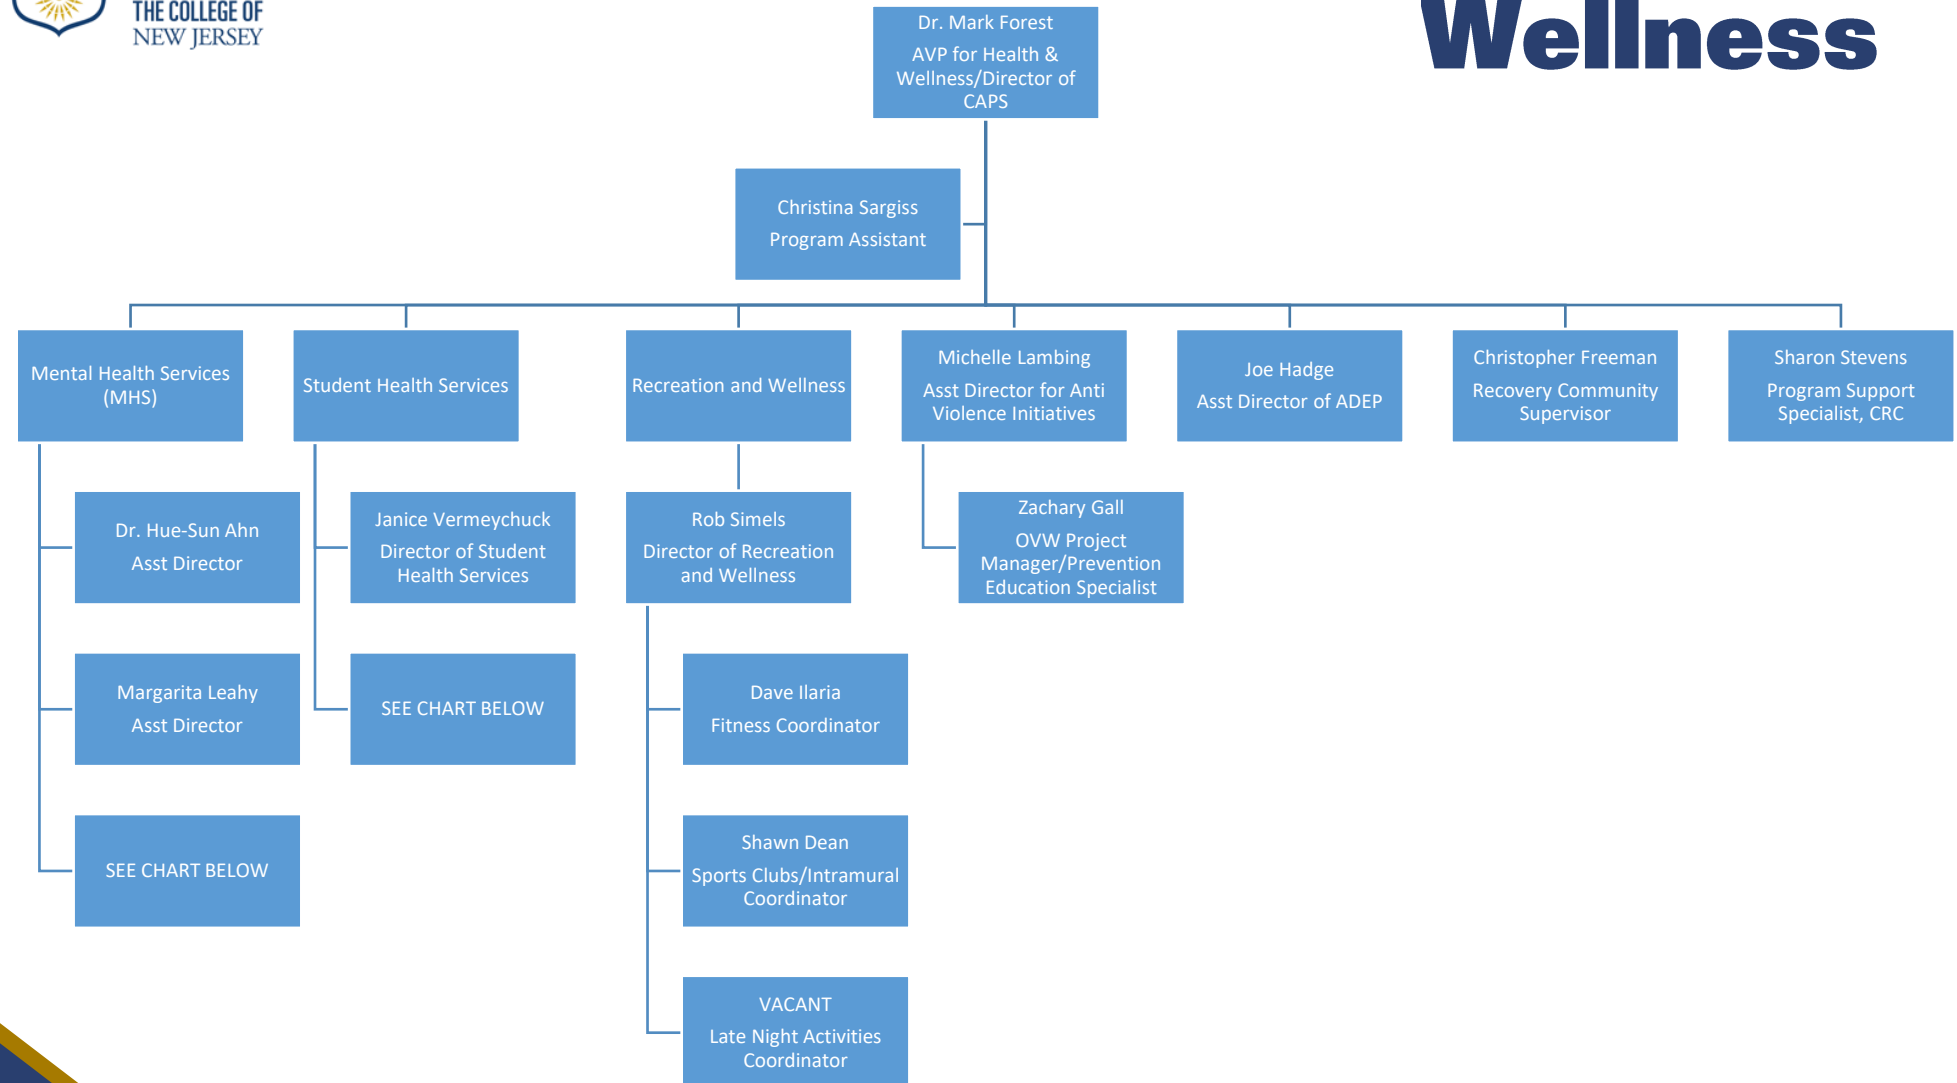 THE COLLEGE OF
NEW JERSEY
Wellness
Dr. Mark Forest
AVP for Health &
Wellness/Director of
CAPS
Christina Sargiss
Program Assistant
Mental Health Services
(MHS)
Student Health Services
Recreation and Wellness
Michelle Lambing
Asst Director for Anti
Violence Initiatives
Joe Hadge
Asst Director of ADEP
Christopher Freeman
Recovery Community
Supervisor
Sharon Stevens
Program Support
Specialist, CRC
Dr. Hue-Sun Ahn
Asst Director
Janice Vermeychuck
Director of Student
Health Services
Rob Simels
Director of Recreation
and Wellness
Zachary Gall
OVW Project
Manager/Prevention
Education Specialist
Margarita Leahy
Asst Director
SEE CHART BELOW
Dave Ilaria
Fitness Coordinator
SEE CHART BELOW
Shawn Dean
Sports Clubs/Intramural
Coordinator
VACANT
Late Night Activities
Coordinator